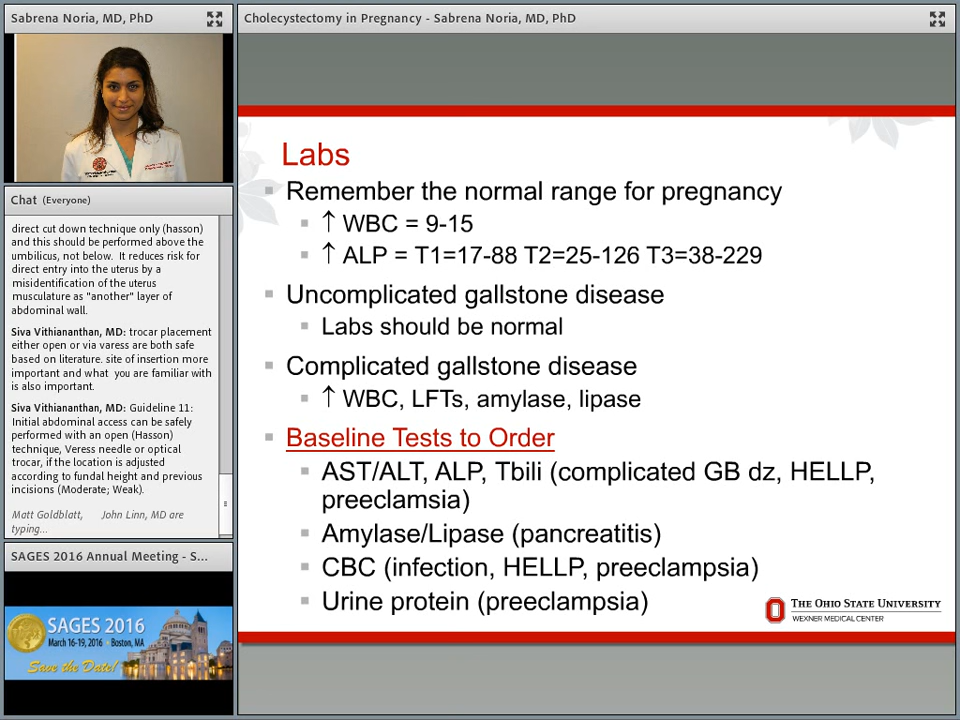 Sabrena Noria, MD, PhD
Chat (Everyone)
direct cut down technique only (hasson)
and this should be performed above the
umbilicus, not below. It reduces risk for
direct entry into the uterus by a
misidentification of the uterus
musculature as "another" layer of
abdominal wall.
Siva Vithiananthan, MD: trocar placement
either open or via varess are both safe
based on literature. site of insertion more
important and what you are familiar with
is also important.
Siva Vithiananthan, MD: Guideline 11:
Initial abdominal access can be safely
performed with an open (Hasson)
technique, Veress needle or optical
trocar, if the location is adjusted
according to fundal height and previous
incisions (Moderate; Weak).
Matt Goldblatt, John Linn, MD are
typing...
SAGES 2016 Annual Meeting - S...
SAGES 2016
March 16-19, 2016 • Boston, MA
Save the Date!
Cholecystectomy in Pregnancy - Sabrena Noria, MD, PhD
Labs
Remember the normal range for pregnancy
↑ WBC = 9-15
↑ ALP = T1=17-88 T2=25-126 T3=38-229
Uncomplicated gallstone disease
Labs should be normal
Complicated gallstone disease
↑ WBC, LFTs, amylase, lipase
Baseline Tests to Order
AST/ALT, ALP, Tbili (complicated GB dz, HELLP,
preeclamsia)
Amylase/Lipase (pancreatitis)
CBC (infection, HELLP, preeclampsia)
Urine protein (preeclampsia)
THE OHIO STATE UNIVERSITY
WEXNER MEDICAL CENTER